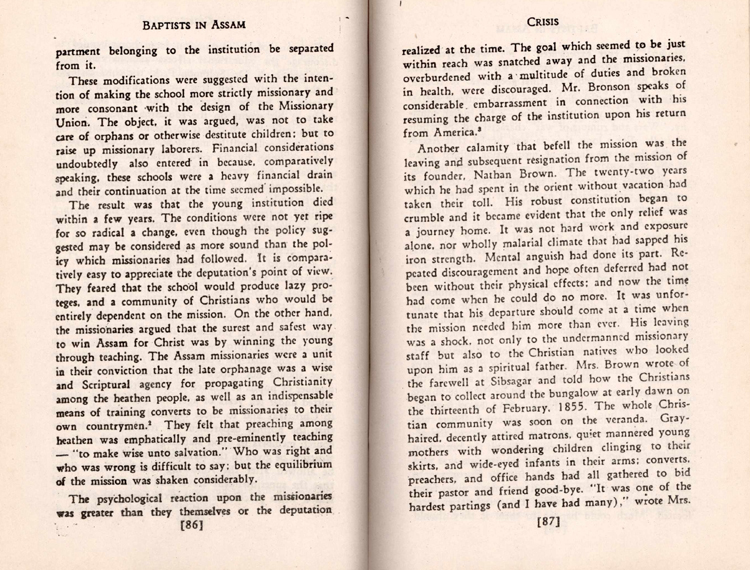 BAPTISTS IN ASSAM
partment belonging to the institution be separated
from it.
These modifications were suggested with the inten-
tion of making the school more strictly missionary and
more consonant with the design of the Missionary
Union. The object, it was argued, was not to take
care of orphans or otherwise destitute children; but to
raise up missionary laborers. Financial considerations
undoubtedly also entered in because, comparatively
speaking, these schools were a heavy financial drain
and their continuation at the time seemed impossible.
The result was that the young institution died
within a few years. The conditions were not yet ripe
for so radical a change, even though the policy sug-
gested may be considered as more sound than the pol-
icy which missionaries had followed. It is compara-
tively easy to appreciate the deputation's point of view.
They feared that the school would produce lazy pro-
teges, and a community of Christians who would be
entirely dependent on the mission. On the other hand,
the missionaries argued that the surest and safest way
to win Assam for Christ was by winning the young
through teaching. The Assam missionaries were a unit
in their conviction that the late orphanage was a wise
and Scriptural agency for propagating Christianity
among the heathen people, as well as an indispensable
means of training converts to be missionaries to their
own countrymen.² They felt that preaching among
heathen was emphatically and pre-eminently teaching
— "to make wise unto salvation." Who was right and
who was wrong is difficult to say; but the equilibrium
of the mission was shaken considerably.
The psychological reaction upon the missionaries
was greater than they themselves or the deputation
[86]
CRISIS
realized at the time. The goal which seemed to be just
within reach was snatched away and the missionaries,
overburdened with a multitude of duties and broken
in health, were discouraged. Mr. Bronson speaks of
considerable embarrassment in connection with his
resuming the charge of the institution upon his return
from America.³
Another calamity that befell the mission was the
leaving and subsequent resignation from the mission of
its founder, Nathan Brown. The twenty-two years
which he had spent in the orient without vacation had
taken their toll. His robust constitution began to
crumble and it became evident that the only relief was
a journey home. It was not hard work and exposure
alone, nor wholly malarial climate that had sapped his
iron strength. Mental anguish had done its part. Re-
peated discouragement and hope often deferred had not
been without their physical effects; and now the time
had come when he could do no more. It was unfor-
tunate that his departure should come at a time when
the mission needed him more than ever. His leaving
was a shock, not only to the undermanned missionary
staff but also to the Christian natives who looked
upon him as a spiritual father. Mrs. Brown wrote of
the farewell at Sibsagar and told how the Christians
began to collect around the bungalow at early dawn on
the thirteenth of February, 1855. The whole Chris-
tian community was soon on the veranda. Gray-
haired, decently attired matrons, quiet mannered young
mothers with wondering children clinging to their
skirts, and wide-eyed infants in their arms; converts,
preachers, and office hands had all gathered to bid
their pastor and friend good-bye. "It was one of the
hardest partings (and I have had many)," wrote Mrs.
[87]